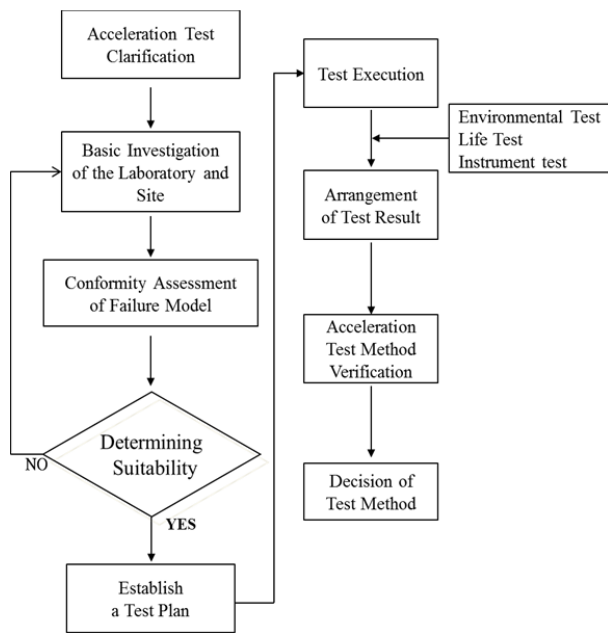 Acceleration Test
Clarification
Basic Investigation
of the Laboratory and
Site
Conformity Assessment
of Failure Model
Determining
Suitability
NO
YES
Establish
a Test Plan
Test Execution
Environmental Test
Life Test
Instrument test
Arrangement
of Test Result
Acceleration
Test Method
Verification
Decision of
Test Method